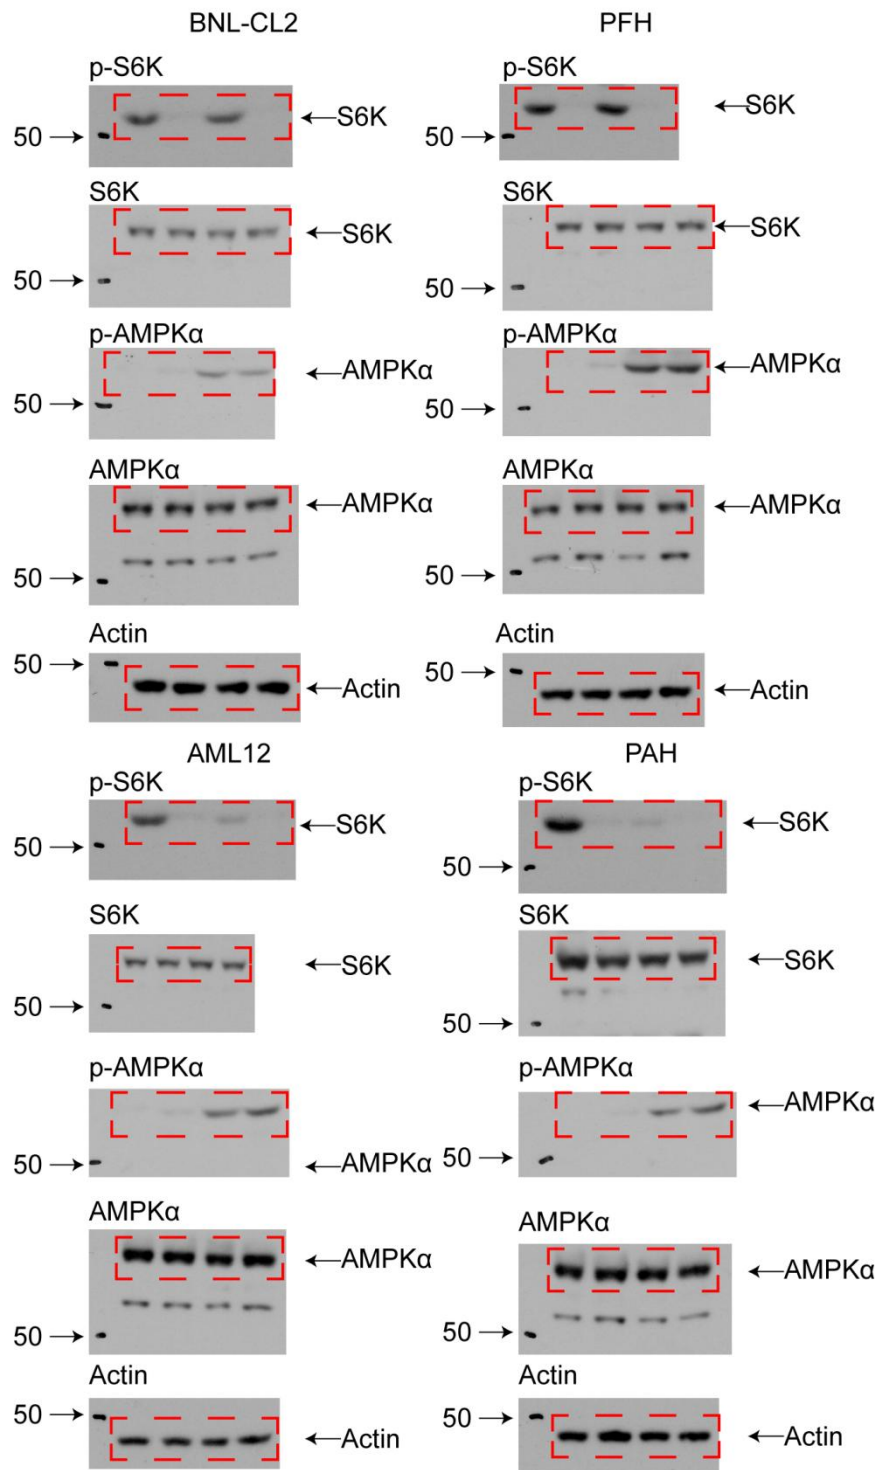 BNL-CL2
p-S6K
50 → ←S6K
S6K
50 → ←S6K
p-AMPKα
50 → ←AMPKα
AMPKα
50 → ←AMPKα
Actin
50 → ←Actin
PFH
p-S6K
50 → ←S6K
S6K
50 → ←S6K
p-AMPKα
50 → ←AMPKα
AMPKα
50 → ←AMPKα
Actin
50 → ←Actin
AML12
p-S6K
50 → ←S6K
S6K
50 → ←S6K
p-AMPKα
50 → ←AMPKα
AMPKα
50 → ←AMPKα
Actin
50 → ←Actin
PAH
p-S6K
50 → ←S6K
S6K
50 → ←S6K
p-AMPKα
50 → ←AMPKα
AMPKα
50 → ←AMPKα
Actin
50 → ←Actin